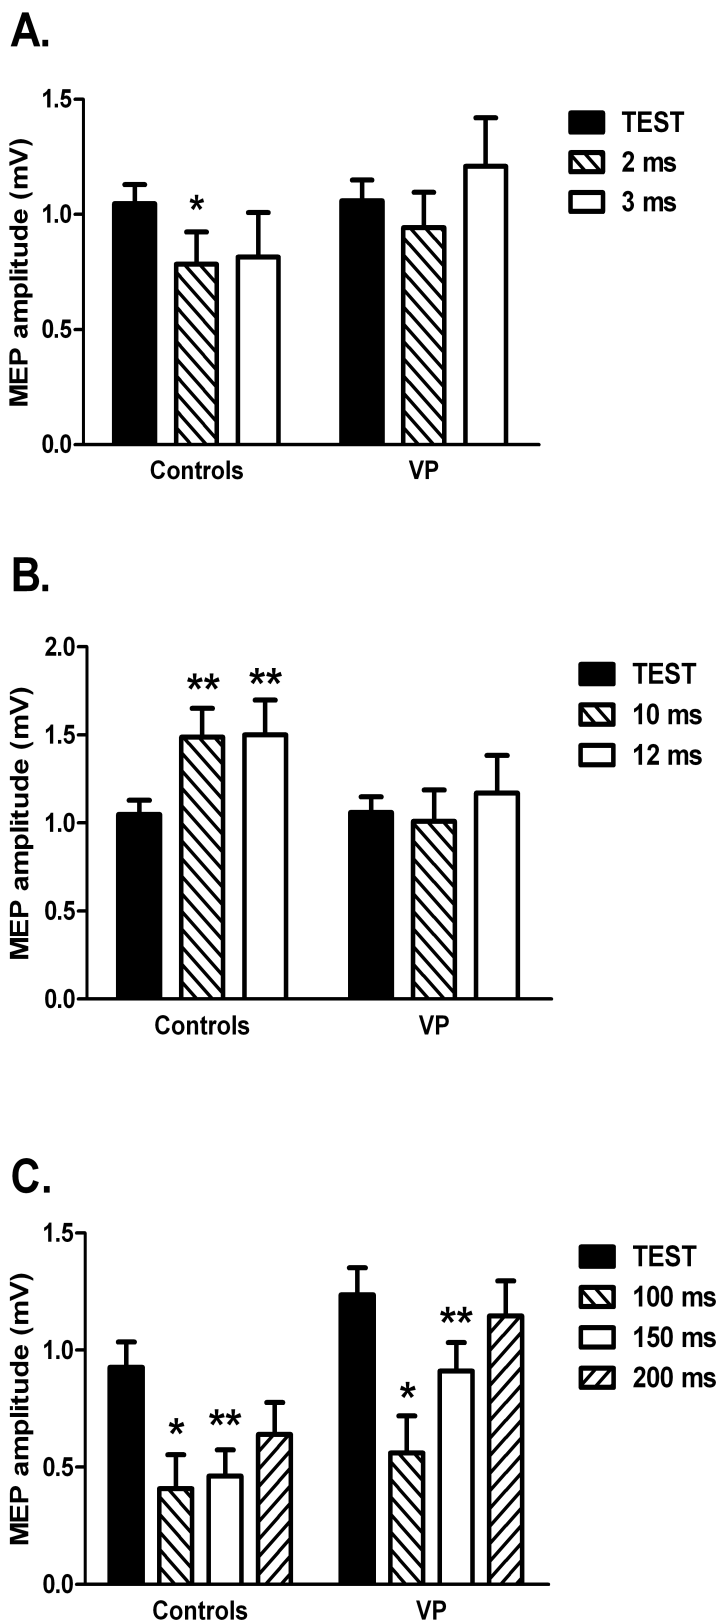 A.
MEP amplitude (mV)
1.5
1.0
0.5
0.0
*
Controls
VP
TEST
2 ms
3 ms
B.
MEP amplitude (mV)
2.0
1.5
1.0
0.5
0.0
**
**
Controls
VP
TEST
10 ms
12 ms
C.
MEP amplitude (mV)
1.5
1.0
0.5
0.0
*
**
*
**
Controls
VP
TEST
100 ms
150 ms
200 ms